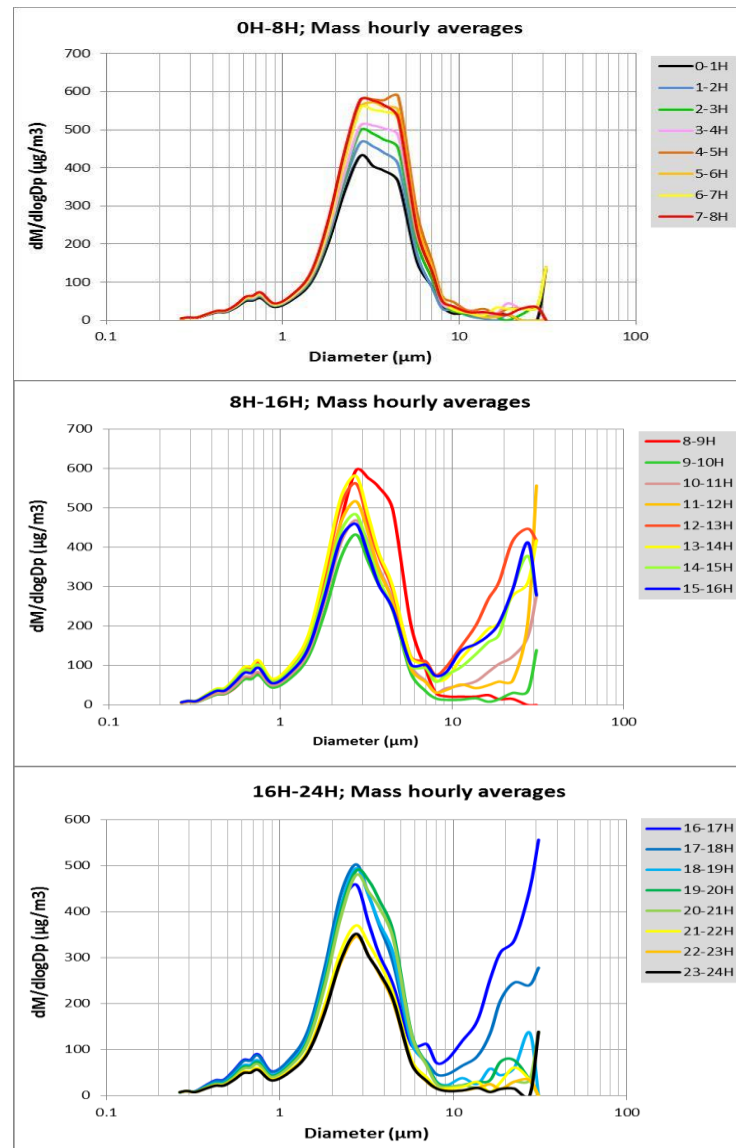 0H-8H; Mass hourly averages
dM/dlogDp (µg/m3)
700
600
500
400
300
200
100
0
0.1
1
10
100
Diameter (µm)
0-1H
1-2H
2-3H
3-4H
4-5H
5-6H
6-7H
7-8H
8H-16H; Mass hourly averages
dM/dlogDp (µg/m3)
700
600
500
400
300
200
100
0
0.1
1
10
100
Diameter (µm)
8-9H
9-10H
10-11H
11-12H
12-13H
13-14H
14-15H
15-16H
16H-24H; Mass hourly averages
dM/dlogDp (µg/m3)
600
500
400
300
200
100
0
0.1
1
10
100
Diameter (µm)
16-17H
17-18H
18-19H
19-20H
20-21H
21-22H
22-23H
23-24H